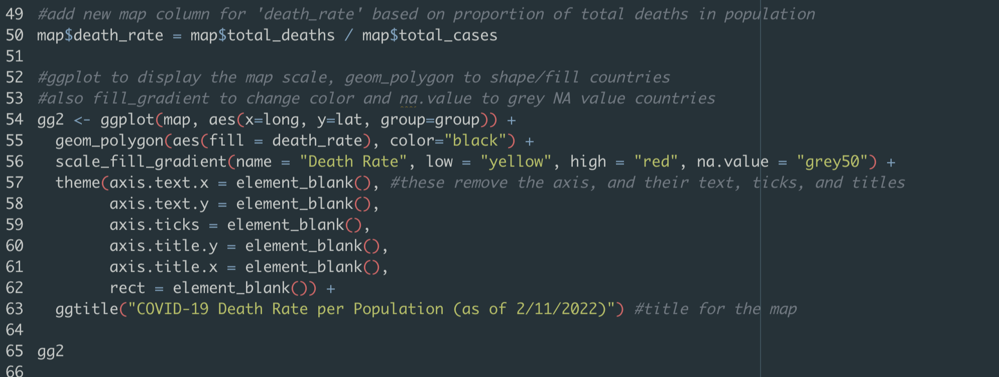 49 #add new map column for 'death_rate' based on proportion of total deaths in population
50 map$death_rate = map$total_deaths / map$total_cases
51
52 #ggplot to display the map scale, geom_polygon to shape/fill countries
53 #also fill_gradient to change color and na.value to grey NA value countries
54 gg2 <- ggplot(map, aes(x=long, y=lat, group=group)) +
55   geom_polygon(aes(fill = death_rate), color="black") +
56   scale_fill_gradient(name = "Death Rate", low = "yellow", high = "red", na.value = "grey50") +
57   theme(axis.text.x = element_blank(), #these remove the axis, and their text, ticks, and titles
58         axis.text.y = element_blank(),
59         axis.ticks = element_blank(),
60         axis.title.y = element_blank(),
61         axis.title.x = element_blank(),
62         rect = element_blank()) +
63   ggtitle("COVID-19 Death Rate per Population (as of 2/11/2022)") #title for the map
64
65 gg2
66